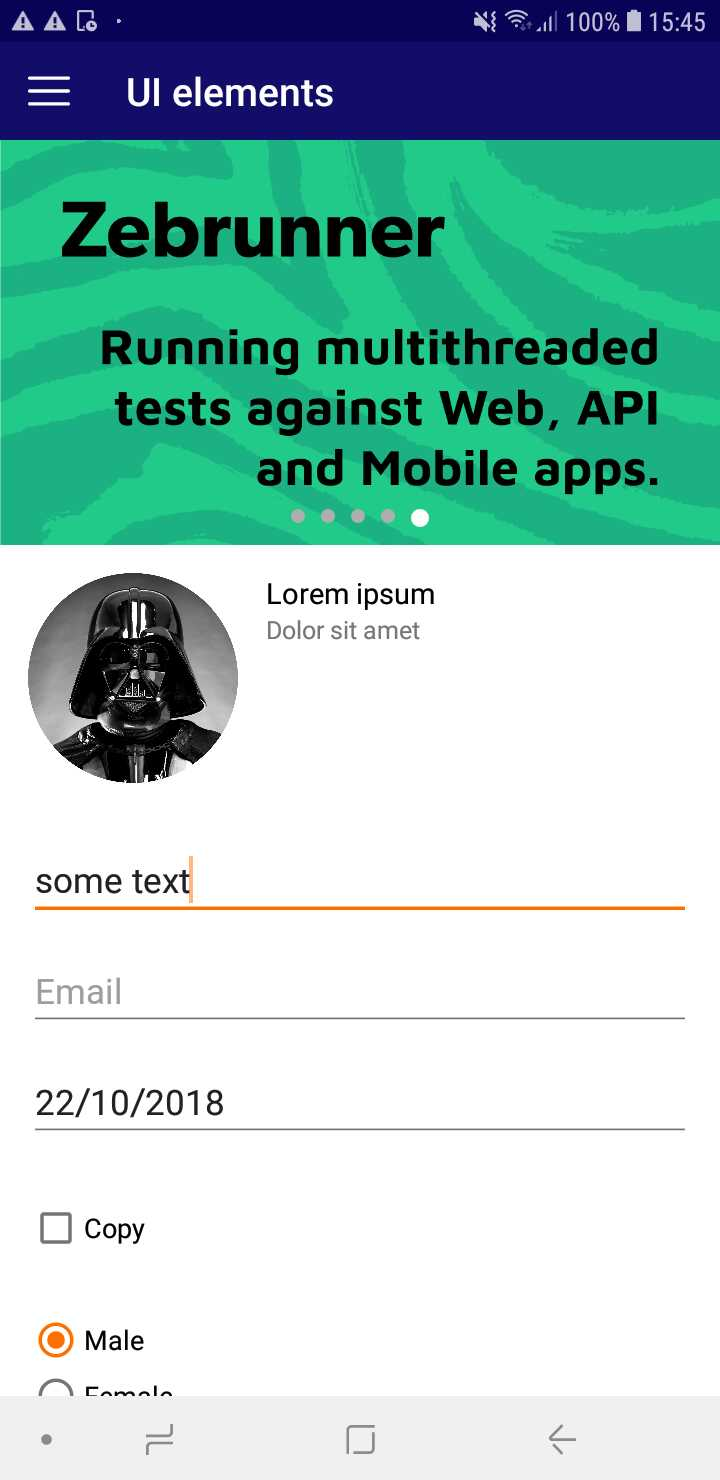 100% 15:45
UI elements
Zebrunner
Running multithreaded
tests against Web, API
and Mobile apps.
Lorem ipsum
Dolor sit amet
some text
Email
22/10/2018
Copy
Male
Female